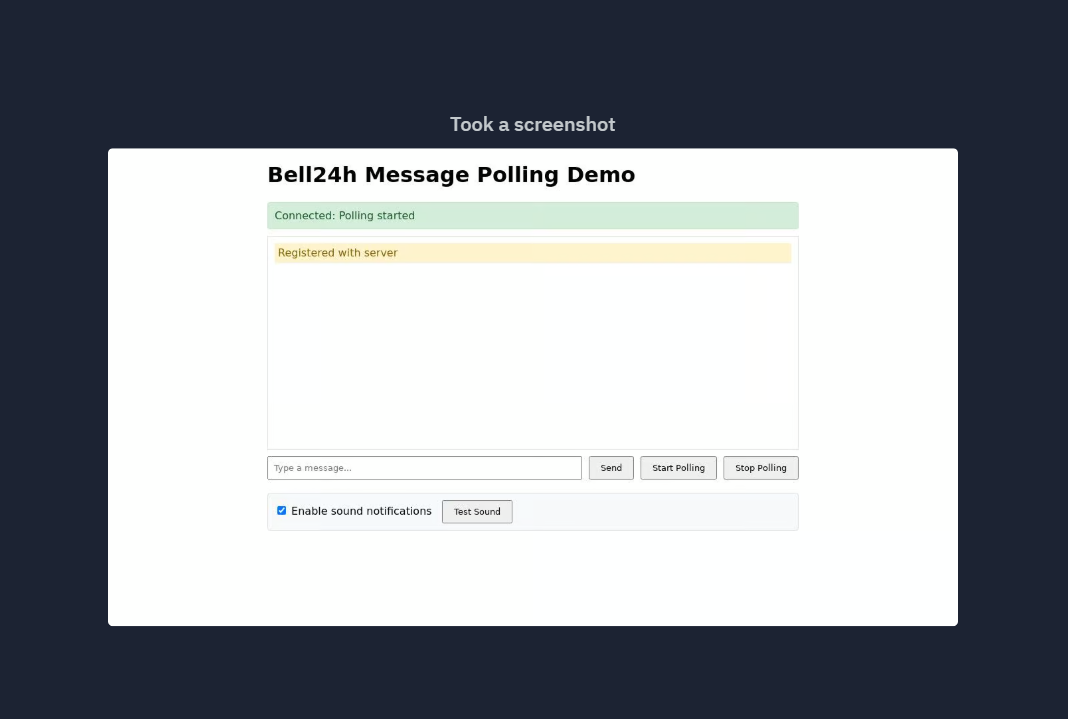 Took a screenshot
Bell24h Message Polling Demo
Connected: Polling started
Registered with server
Type a message... Send Start Polling Stop Polling
Enable sound notifications Test Sound